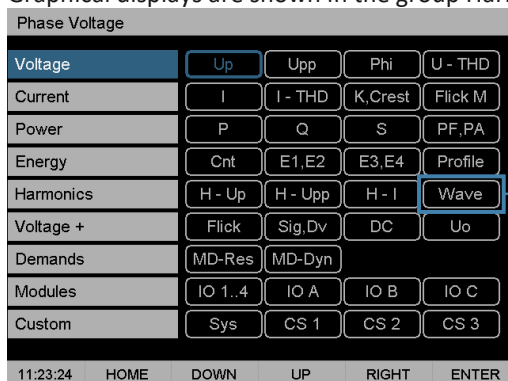 Graphical displays are shown in the group Har
Phase Voltage
Voltage Up Upp Phi U - THD
Current I I - THD K,Crest Flick M
Power P Q S PF,PA
Energy Cnt E1,E2 E3,E4 Profile
Harmonics H - Up H - Upp H - I Wave
Voltage + Flick Sig,Dv DC Uo
Demands MD-Res MD-Dyn
Modules IO 1..4 IO A IO B IO C
Custom Sys CS 1 CS 2 CS 3
11:23:24 HOME DOWN UP RIGHT ENTER